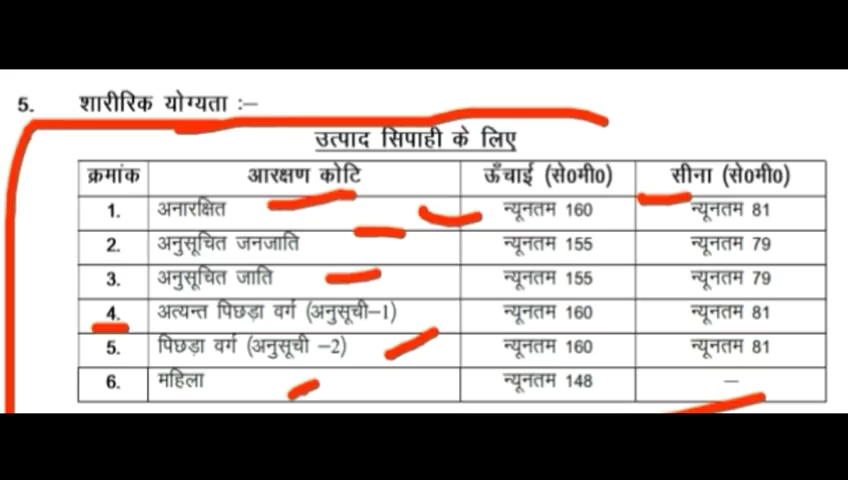 5. शारीरिक योग्यता :–
उत्पाद सिपाही के लिए
क्रमांक आरक्षण कोटि ऊँचाई (से0मी0) सीना (से0मी0)
1. अनारक्षित न्यूनतम 160 न्यूनतम 81
2. अनुसूचित जनजाति न्यूनतम 155 न्यूनतम 79
3. अनुसूचित जाति न्यूनतम 155 न्यूनतम 79
4. अत्यन्त पिछड़ा वर्ग (अनुसूची–1) न्यूनतम 160 न्यूनतम 81
5. पिछड़ा वर्ग (अनुसूची –2) न्यूनतम 160 न्यूनतम 81
6. महिला न्यूनतम 148 –